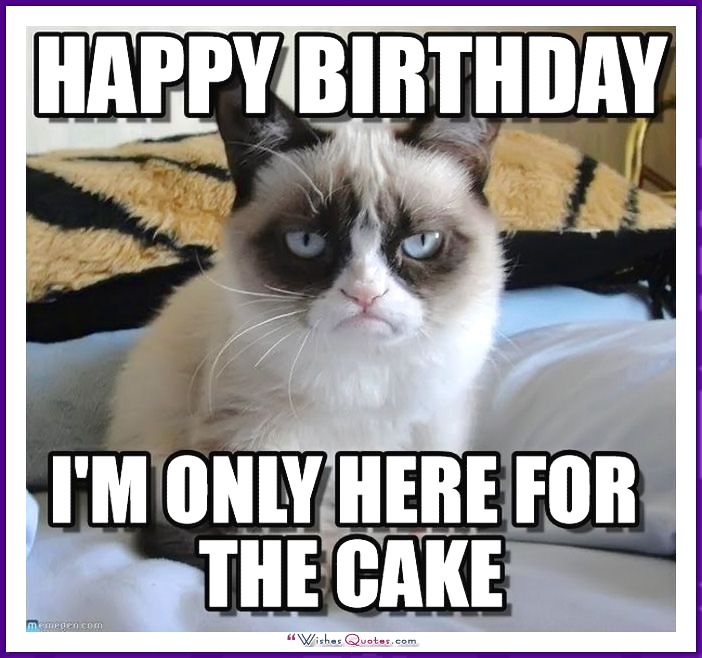 HAPPY BIRTHDAY
I'M ONLY HERE FOR
THE CAKE
memegen.com
“WishesQuotes.com